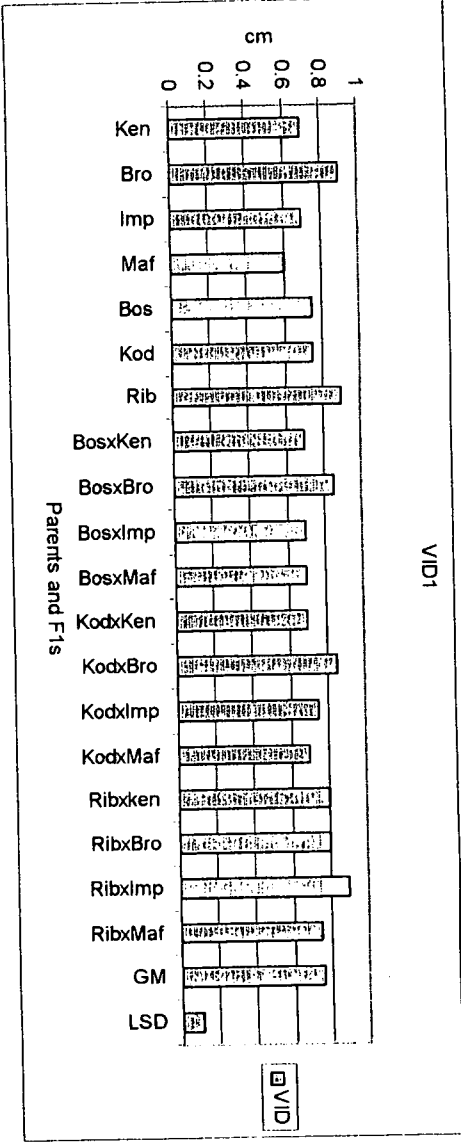 VID1
cm
1
0.8
0.6
0.4
0.2
0
Ken
Bro
Imp
Maf
Bos
Kod
Rib
BosxKen
BosxBro
BosxImp
BosxMaf
KodxKen
KodxBro
KodxImp
KodxMaf
Ribxken
RibxBro
RibxImp
RibxMaf
GM
LSD
Parents and F1s
VID